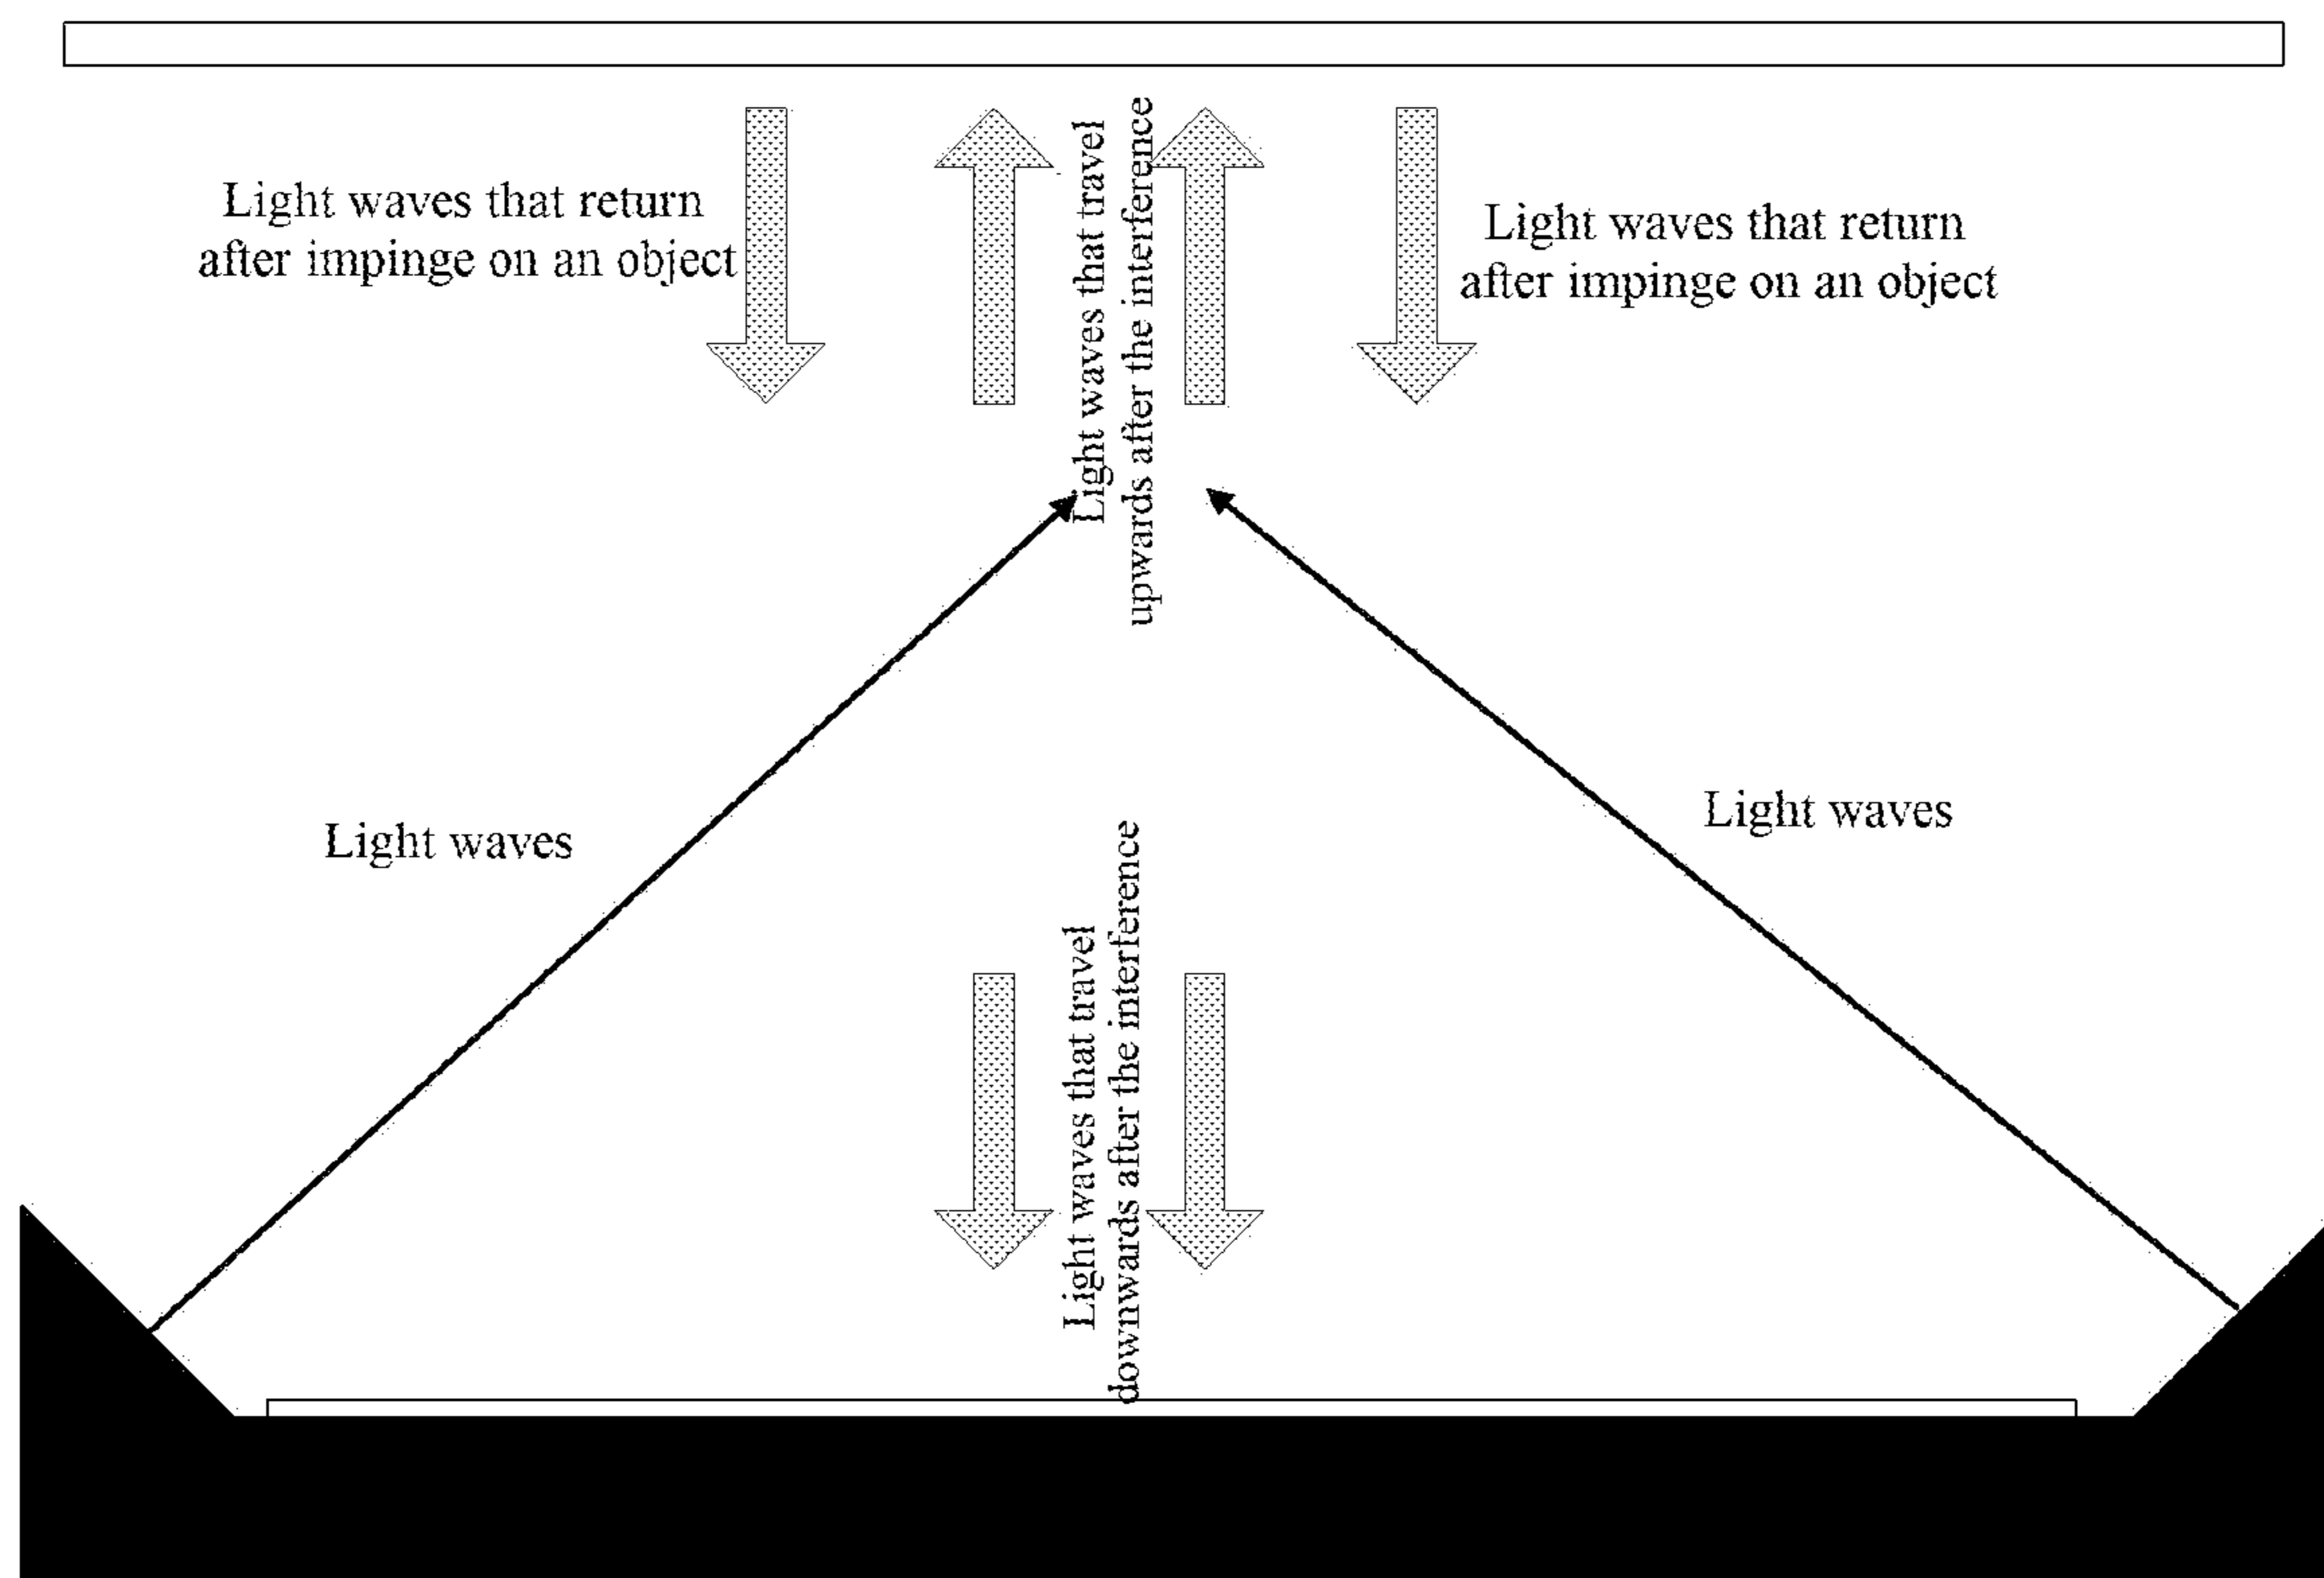 Light waves that return
after impinge on an object
Light waves that travel
upwards after the interference
Light waves that return
after impinge on an object
Light waves
Light waves
Light waves that travel
downwards after the interference